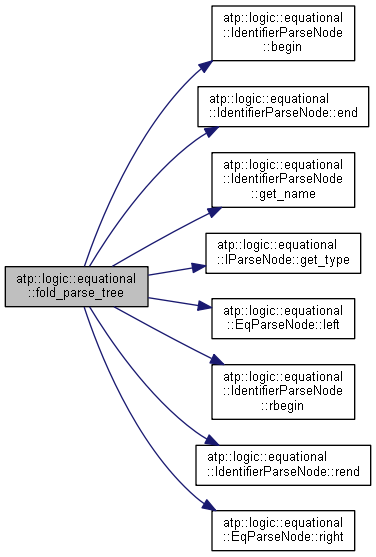 atp::logic::equational
::fold_parse_tree
atp::logic::equational
::IdentifierParseNode
::begin
atp::logic::equational
::IdentifierParseNode::end
atp::logic::equational
::IdentifierParseNode
::get_name
atp::logic::equational
::IParseNode::get_type
atp::logic::equational
::EqParseNode::left
atp::logic::equational
::IdentifierParseNode
::rbegin
atp::logic::equational
::IdentifierParseNode::rend
atp::logic::equational
::EqParseNode::right